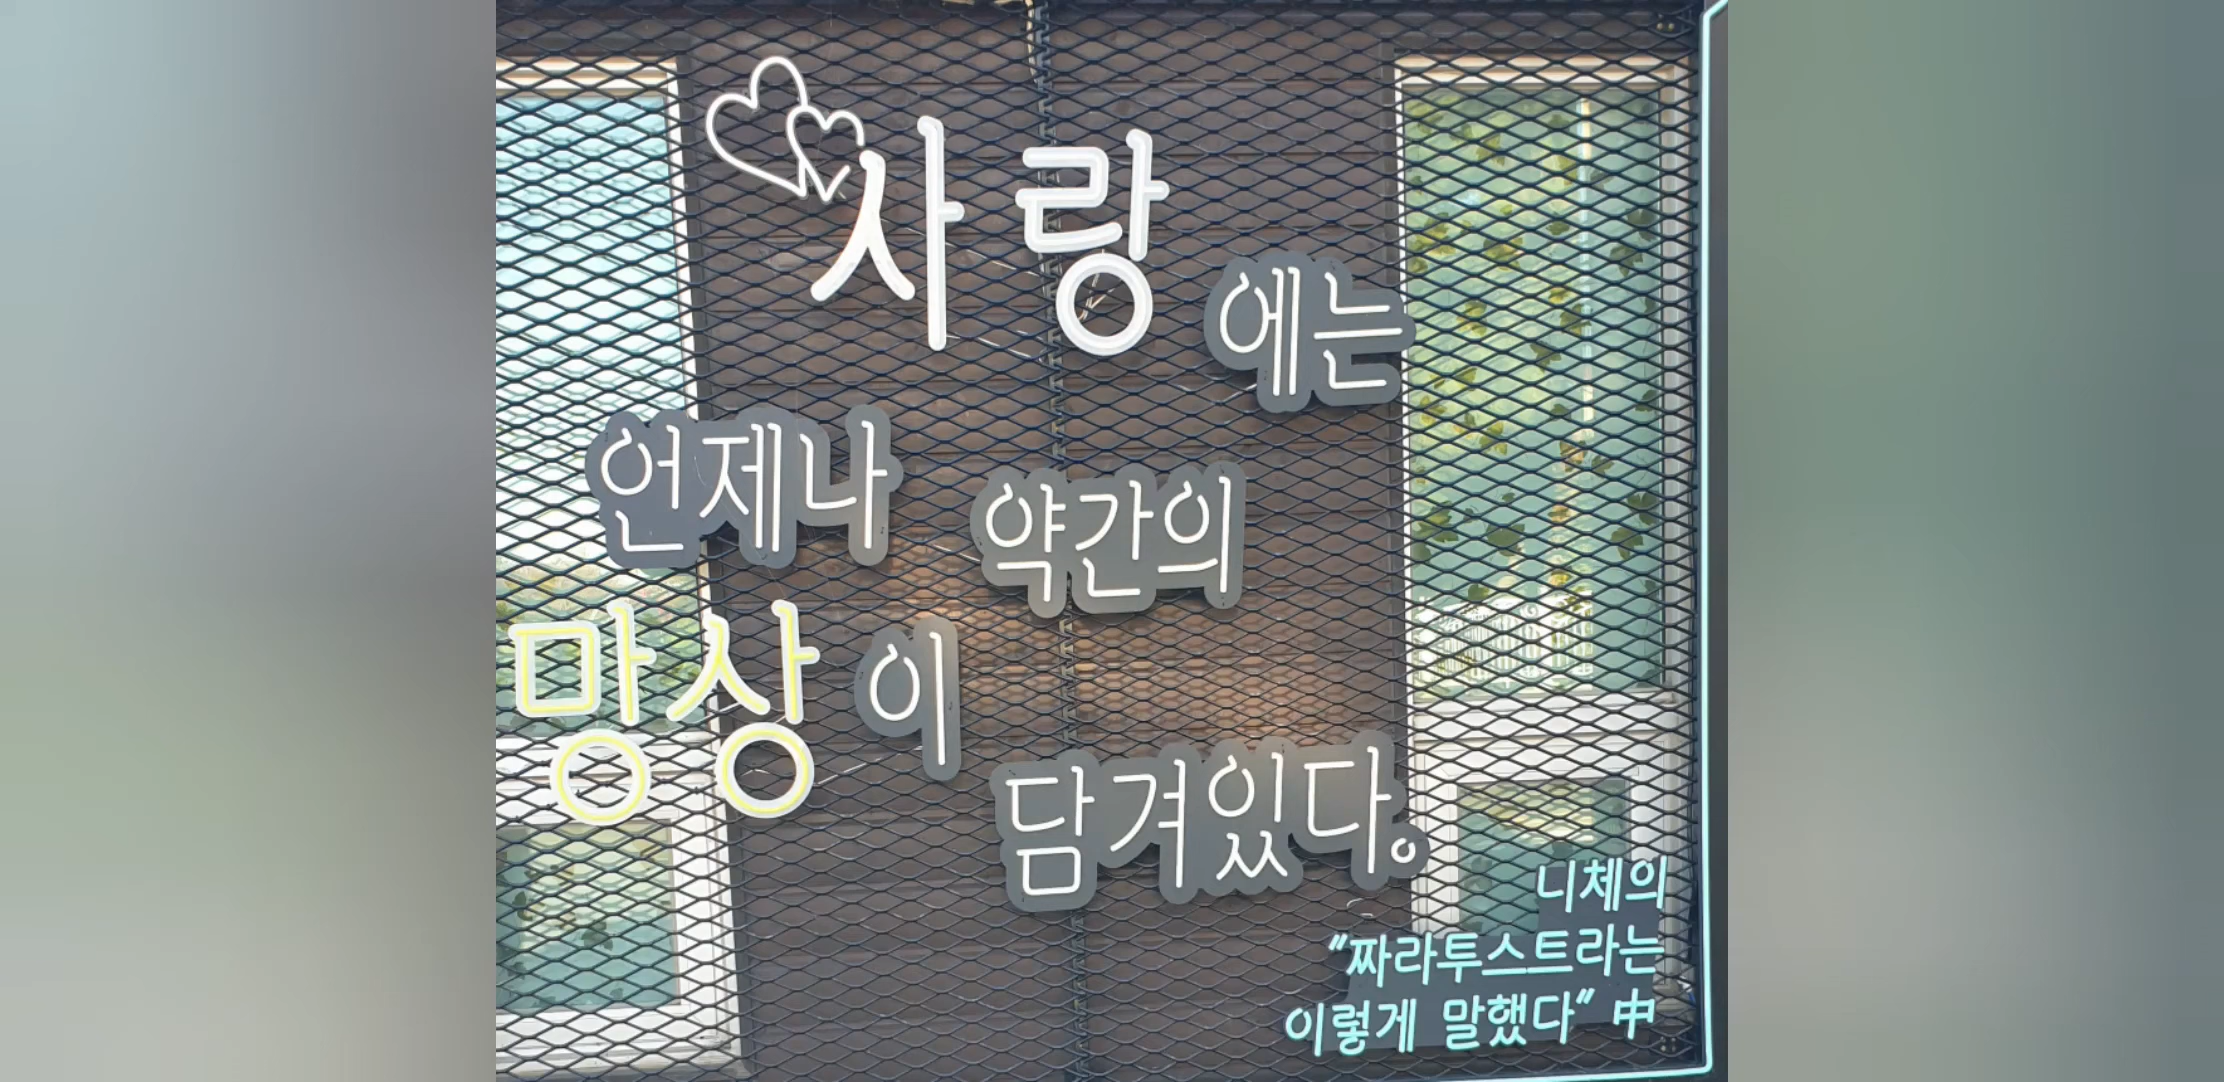 사랑에는
언제나 약간의
망상이
담겨있다.
니체의
"짜라투스트라는
이렇게 말했다" 中